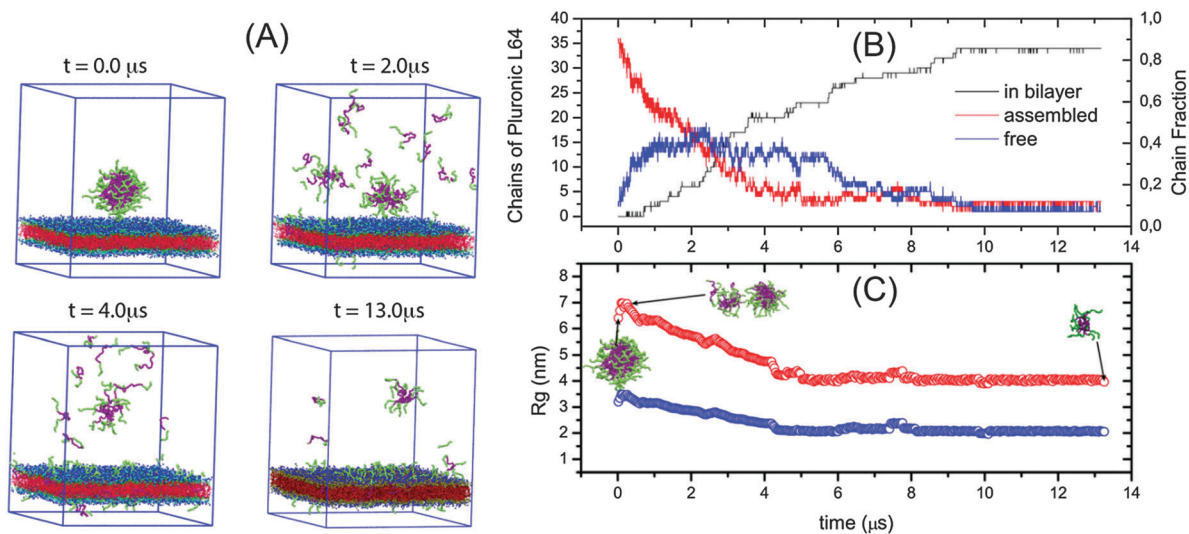 (A)
t = 0.0 μs
t = 2.0μs
t = 4.0μs
t = 13.0μs
(B)
Chains of Pluronic L64
40
35
30
25
20
15
10
5
0
in bilayer
assembled
free
1,0
0,8
0,6
0,4
0,2
0,0
Chain Fraction
0 2 4 6 8 10 12 14
(C)
Rg (nm)
8
7
6
5
4
3
2
1
0 2 4 6 8 10 12 14
time (μs)